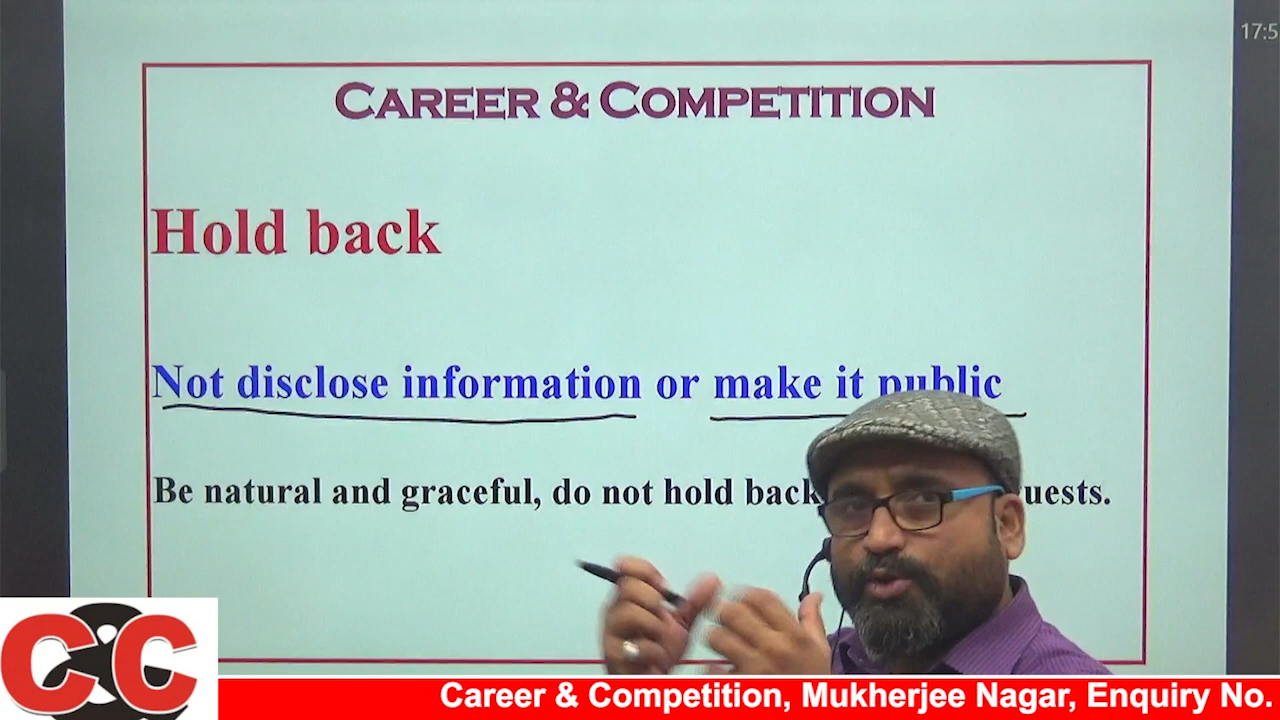 17:5
CAREER & COMPETITION
Hold back
Not disclose information or make it public
Be natural and graceful, do not hold back uests.
CC
Career & Competition, Mukherjee Nagar, Enquiry No.